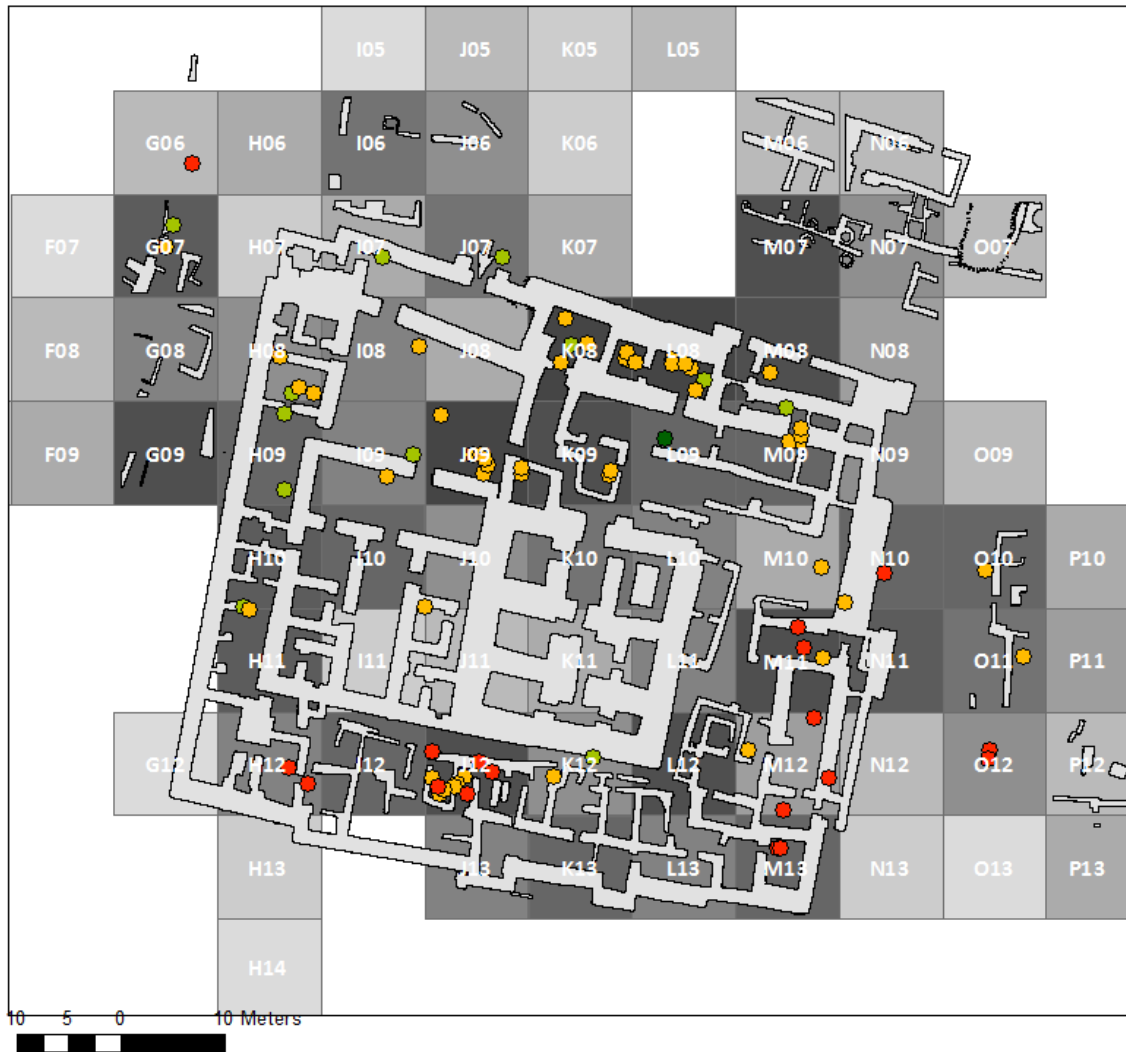 I05 J05 K05 L05
G06 H06 I06 J06 K06 M06 N06
F07 G07 H07 I07 J07 K07 M07 N07 O07
F08 G08 H08 I08 J08 K08 L08 M08 N08
F09 G09 H09 I09 J09 K09 L09 M09 N09 O09
H10 I10 J10 K10 L10 M10 N10 O10 P10
H11 I11 J11 K11 L11 M11 N11 O11 P11
G12 H12 I12 J12 K12 L12 M12 N12 O12 P12
H13 J13 K13 L13 M13 N13 O13 P13
H14
10 5 0 10 Meters